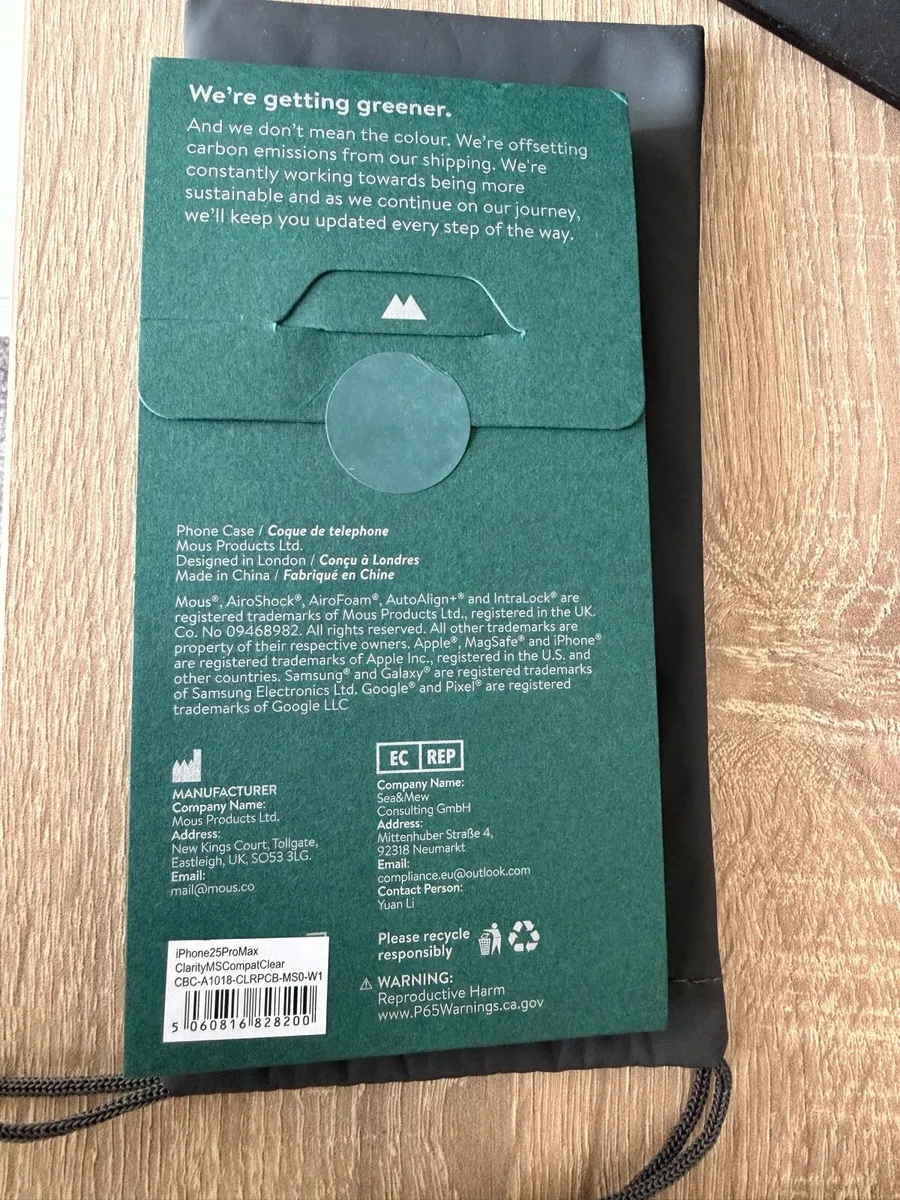 We're getting greener.
And we don't mean the colour. We're offsetting
carbon emissions from our shipping. We're
constantly working towards being more
sustainable and as we continue on our journey,
we'll keep you updated every step of the way.
Phone Case / Coque de telephone
Mous Products Ltd.
Designed in London / Conçu à Londres
Made in China / Fabriqué en Chine
Mous®, AiroShock®, AiroFoam®, AutoAlign+® and IntraLock® are
registered trademarks of Mous Products Ltd., registered in the UK.
Co. No 09468982. All rights reserved. All other trademarks are
property of their respective owners. Apple®, MagSafe® and iPhone®
are registered trademarks of Apple Inc., registered in the U.S. and
other countries. Samsung® and Galaxy® are registered trademarks
of Samsung Electronics Ltd. Google® and Pixel® are registered
trademarks of Google LLC
MANUFACTURER
Company Name:
Mous Products Ltd.
Address:
New Kings Court, Tollgate,
Eastleigh, UK, SO53 3LG.
Email:
mail@mous.co
EC REP
Company Name:
Sea&Mew
Consulting GmbH
Address:
Mittenhuber Straße 4,
92318 Neumarkt
Email:
compliance.eu@outlook.com
Contact Person:
Yuan Li
Please recycle
responsibly
⚠ WARNING:
Reproductive Harm
www.P65Warnings.ca.gov
iPhone25ProMax
ClarityMSCompatClear
CBC-A1018-CLRPCB-MS0-W1
5 060816 828200